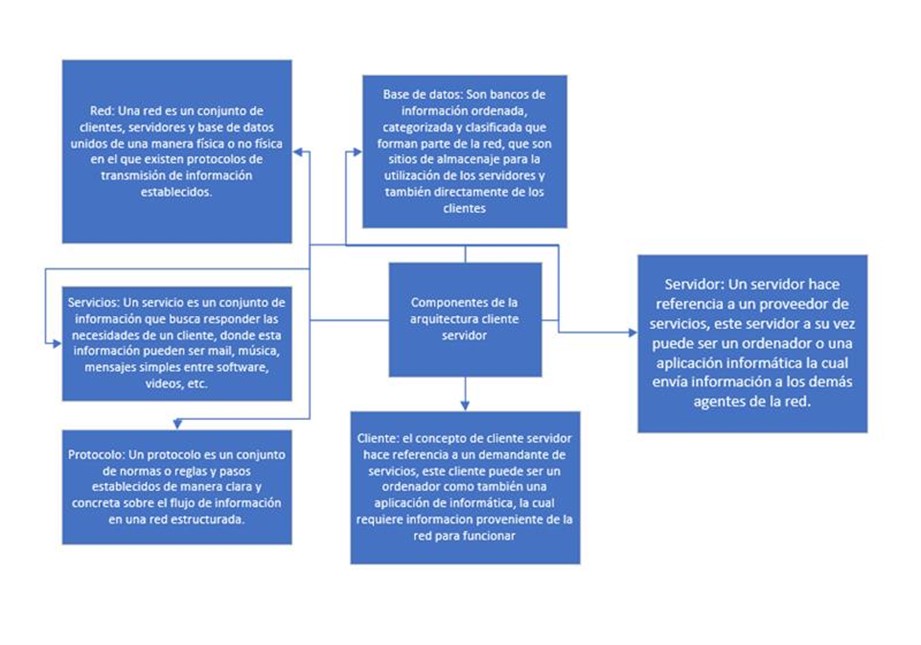 Red: Una red es un conjunto de
clientes, servidores y base de datos
unidos de una manera física o no física
en el que existen protocolos de
transmisión de información
establecidos.
Base de datos: Son bancos de
información ordenada,
categorizada y clasificada que
forman parte de la red, que son
sitios de almacenaje para la
utilización de los servidores y
también directamente de los
clientes
Servicios: Un servicio es un conjunto de
información que busca responder las
necesidades de un cliente, donde esta
información pueden ser mail, música,
mensajes simples entre software,
videos, etc.
Componentes de la
arquitectura cliente
servidor
Servidor: Un servidor hace
referencia a un proveedor de
servicios, este servidor a su vez
puede ser un ordenador o una
aplicación informática la cual
envía información a los demás
agentes de la red.
Protocolo: Un protocolo es un conjunto
de normas o reglas y pasos
establecidos de manera clara y
concreta sobre el flujo de información
en una red estructurada.
Cliente: el concepto de cliente servidor
hace referencia a un demandante de
servicios, este cliente puede ser un
ordenador como también una
aplicación de informática, la cual
requiere informacion proveniente de la
red para funcionar